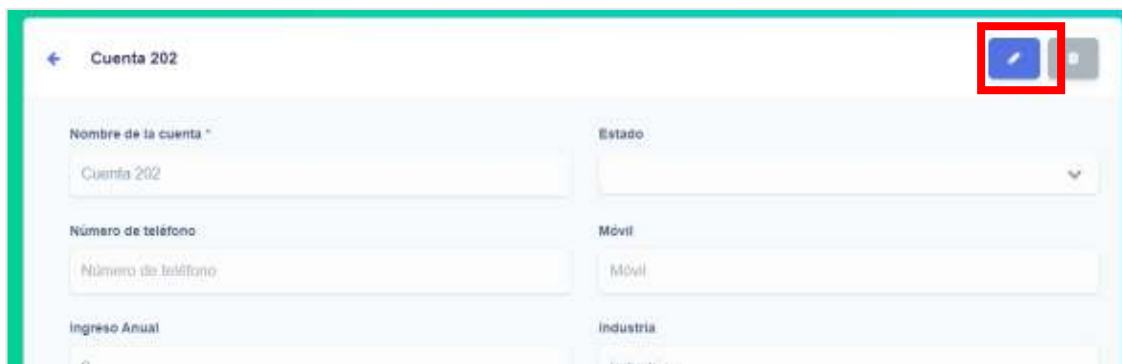 Cuenta 202
Nombre de la cuenta *
Estado
Cuenta 202
Número de teléfono
Móvil
Número de teléfono
Móvil
Ingreso Anual
Industria